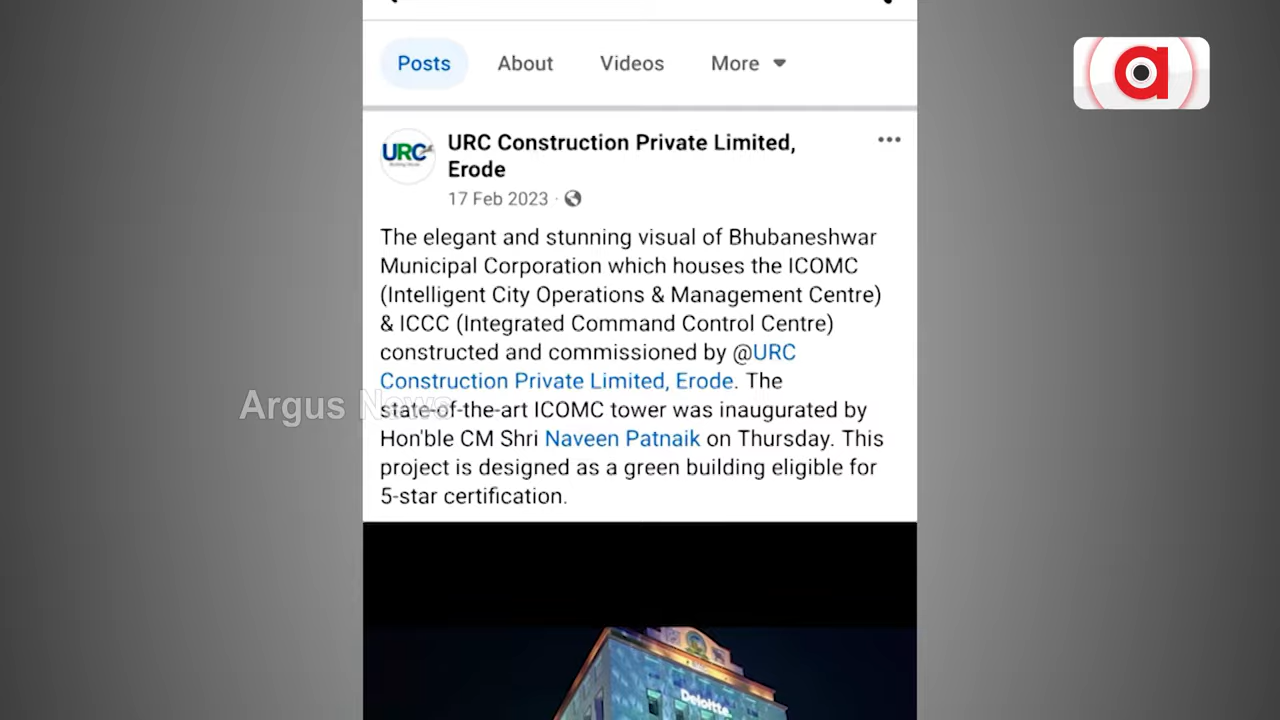 Posts About Videos More
a
URC Construction Private Limited,
Erode
17 Feb 2023 ·
URC
The elegant and stunning visual of Bhubaneshwar
Municipal Corporation which houses the ICOMC
(Intelligent City Operations & Management Centre)
& ICCC (Integrated Command Control Centre)
constructed and commissioned by @URC
Construction Private Limited, Erode. The
Argus News
state-of-the-art ICOMC tower was inaugurated by
Hon'ble CM Shri Naveen Patnaik on Thursday. This
project is designed as a green building eligible for
5-star certification.
Deloitte.